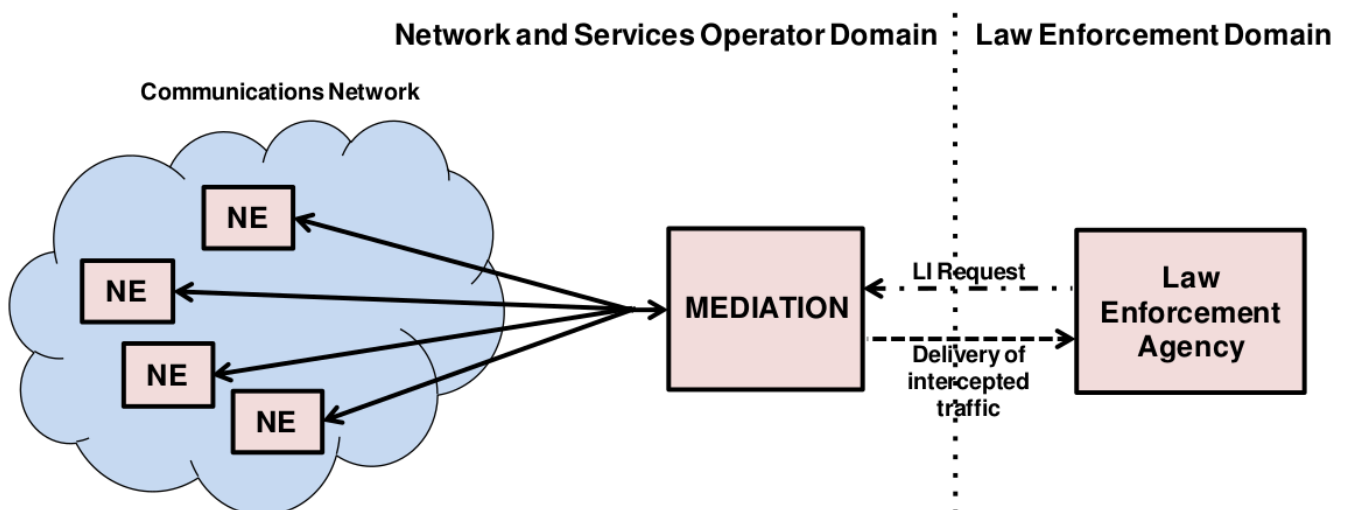 Network and Services Operator Domain
Law Enforcement Domain
Communications Network
NE
NE
NE
NE
MEDIATION
LI Request
Delivery of
intercepted
traffic
Law
Enforcement
Agency